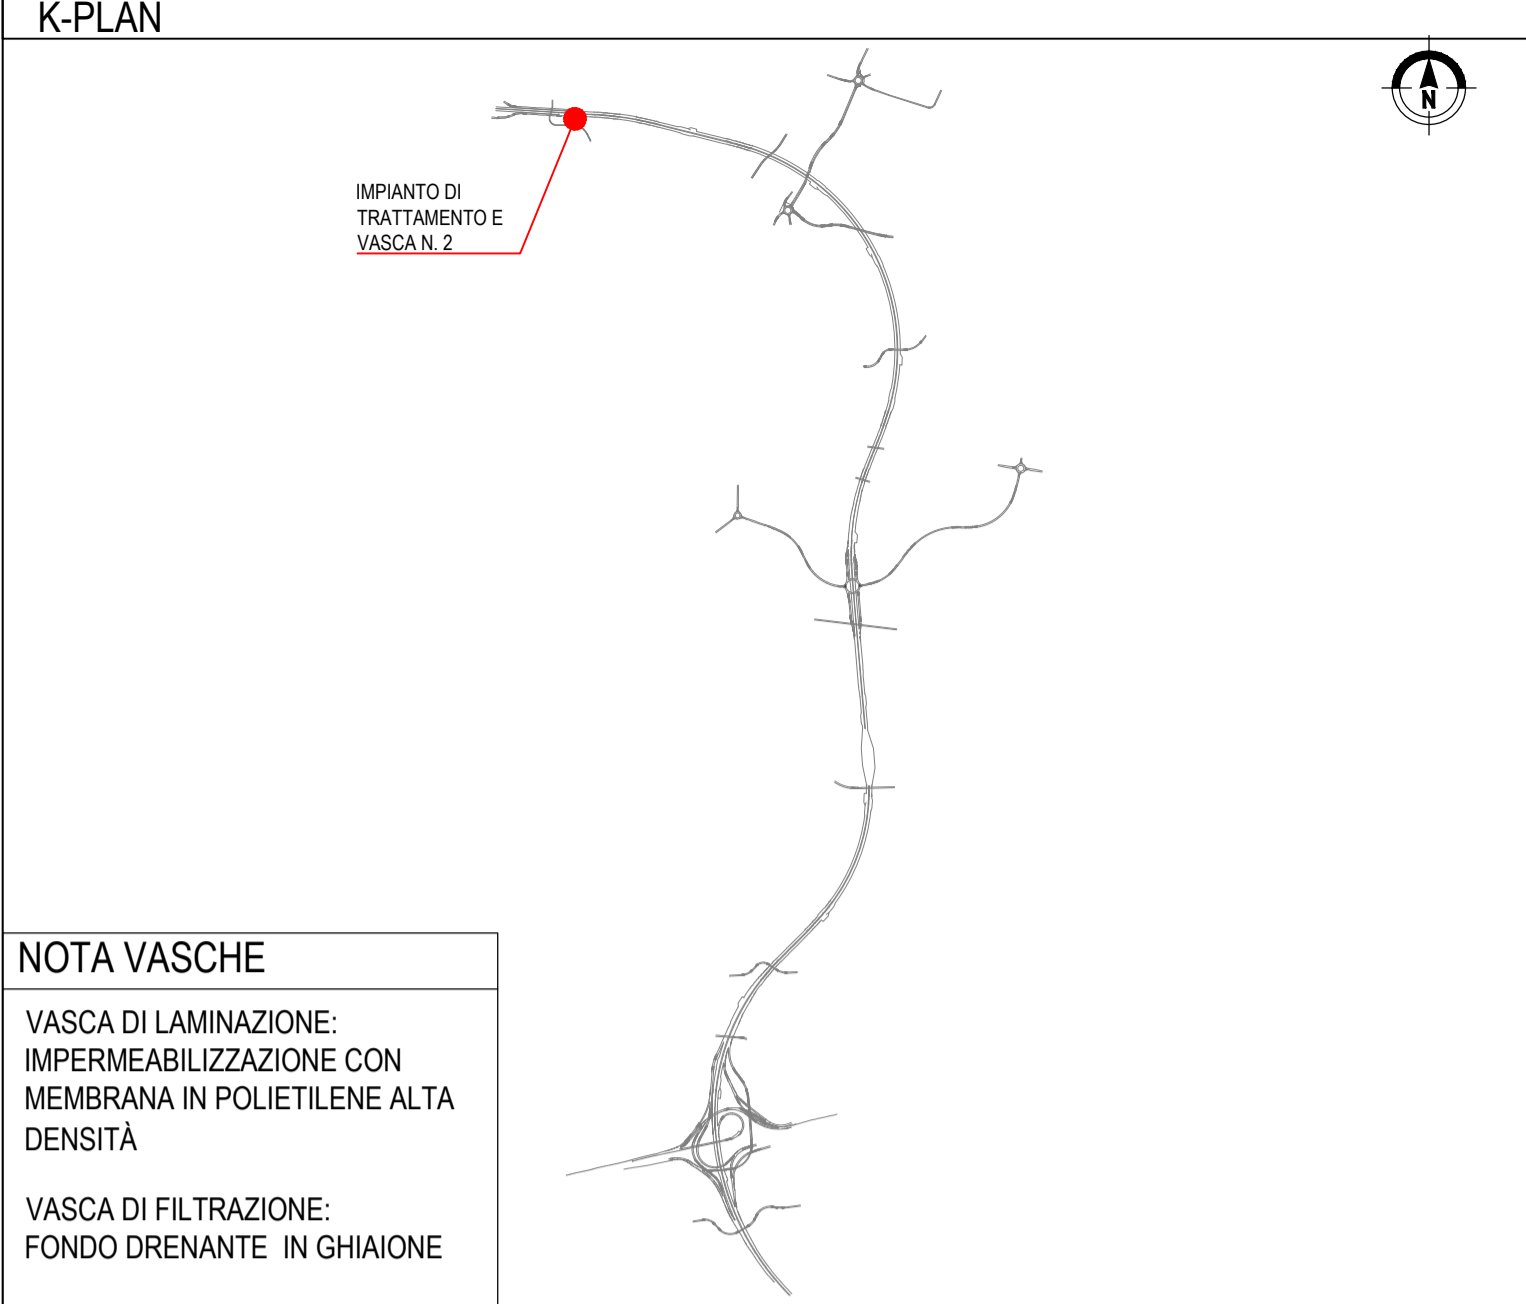 K-PLAN
N
IMPIANTO DI
TRATTAMENTO E
VASCA N. 2
NOTA VASCHE
VASCA DI LAMINAZIONE:
IMPERMEABILIZZAZIONE CON
MEMBRANA IN POLIETILENE ALTA
DENSITÀ
VASCA DI FILTRAZIONE:
FONDO DRENANTE IN GHIAIONE